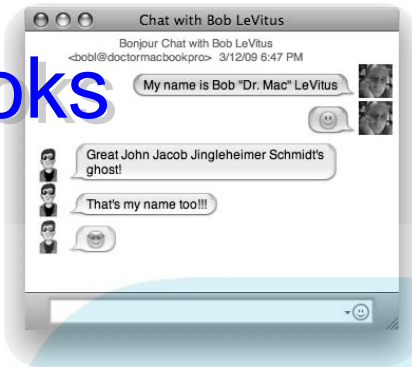 Chat with Bob LeVitus
Bonjour Chat with Bob LeVitus
<bobl@doctormacbookpro> 3/12/09 6:47 PM
oks
My name is Bob "Dr. Mac" LeVitus
Great John Jacob Jingleheimer Schmidt's
ghost!
That's my name too!!!